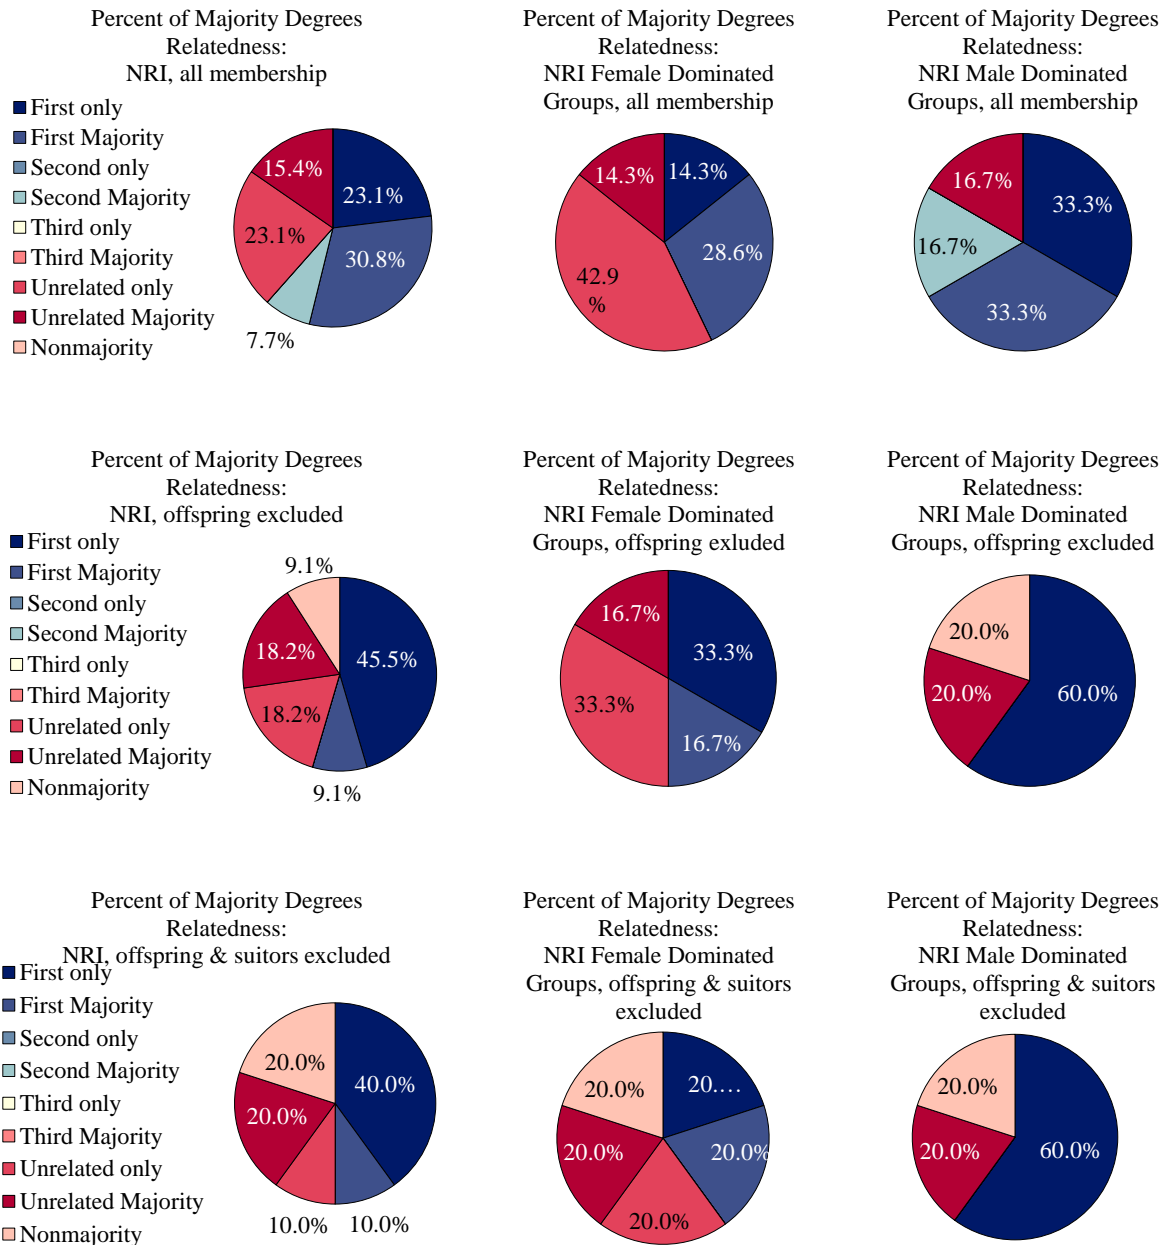 Percent of Majority Degrees
Relatedness:
NRI, all membership
First only
First Majority
Second only
Second Majority
Third only
Third Majority
Unrelated only
Unrelated Majority
Nonmajority
15.4%
23.1%
23.1%
30.8%
7.7%
Percent of Majority Degrees
Relatedness:
NRI Female Dominated
Groups, all membership
14.3%
14.3%
28.6%
42.9
%
Percent of Majority Degrees
Relatedness:
NRI Male Dominated
Groups, all membership
16.7%
33.3%
16.7%
33.3%
Percent of Majority Degrees
Relatedness:
NRI, offspring excluded
First only
First Majority
Second only
Second Majority
Third only
Third Majority
Unrelated only
Unrelated Majority
Nonmajority
9.1%
18.2%
45.5%
18.2%
9.1%
Percent of Majority Degrees
Relatedness:
NRI Female Dominated
Groups, offspring exluded
16.7%
33.3%
33.3%
16.7%
Percent of Majority Degrees
Relatedness:
NRI Male Dominated
Groups, offspring excluded
20.0%
20.0%
60.0%
Percent of Majority Degrees
Relatedness:
NRI, offspring & suitors excluded
First only
First Majority
Second only
Second Majority
Third only
Third Majority
Unrelated only
Unrelated Majority
Nonmajority
20.0%
40.0%
20.0%
10.0%
10.0%
Percent of Majority Degrees
Relatedness:
NRI Female Dominated
Groups, offspring & suitors
excluded
20.0%
20.…
20.0%
20.0%
20.0%
Percent of Majority Degrees
Relatedness:
NRI Male Dominated
Groups, offspring & suitors
excluded
20.0%
20.0%
60.0%